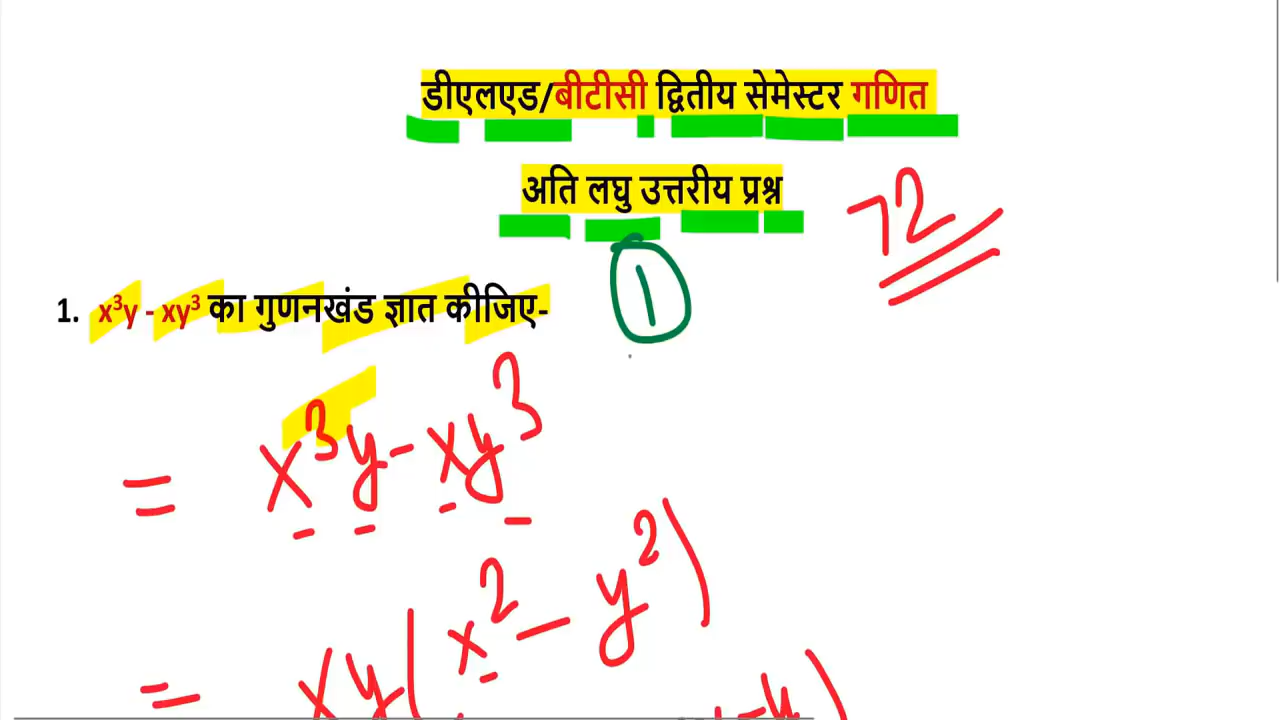 डीएलएड/बीटीसी द्वितीय सेमेस्टर गणित
अति लघु उत्तरीय प्रश्न
72
1
1. x³y - xy³ का गुणनखंड ज्ञात कीजिए-
= x³y - xy³
= xy(x² - y²)
-y)